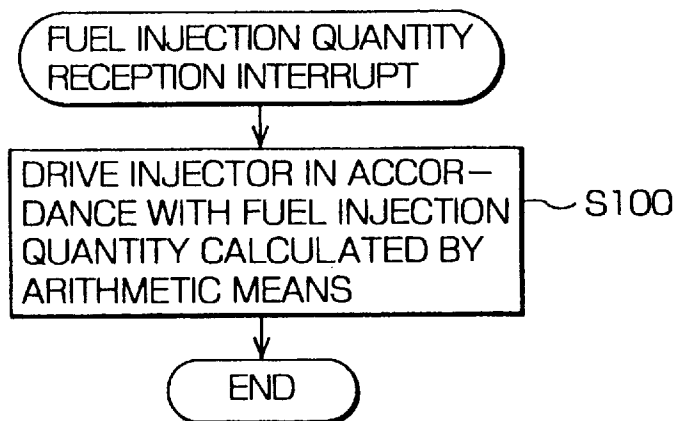 FUEL INJECTION QUANTITY
RECEPTION INTERRUPT
DRIVE INJECTOR IN ACCOR-
DANCE WITH FUEL INJECTION
QUANTITY CALCULATED BY
ARITHMETIC MEANS
S100
END